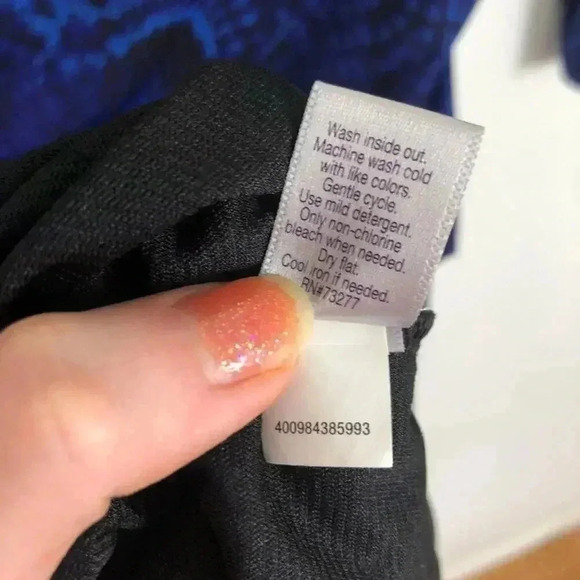 Wash inside out.
Machine wash cold
with like colors.
Gentle cycle.
Use mild detergent.
Only non-chlorine
bleach when needed.
Dry flat.
Cool iron if needed.
RN#73277
400984385993